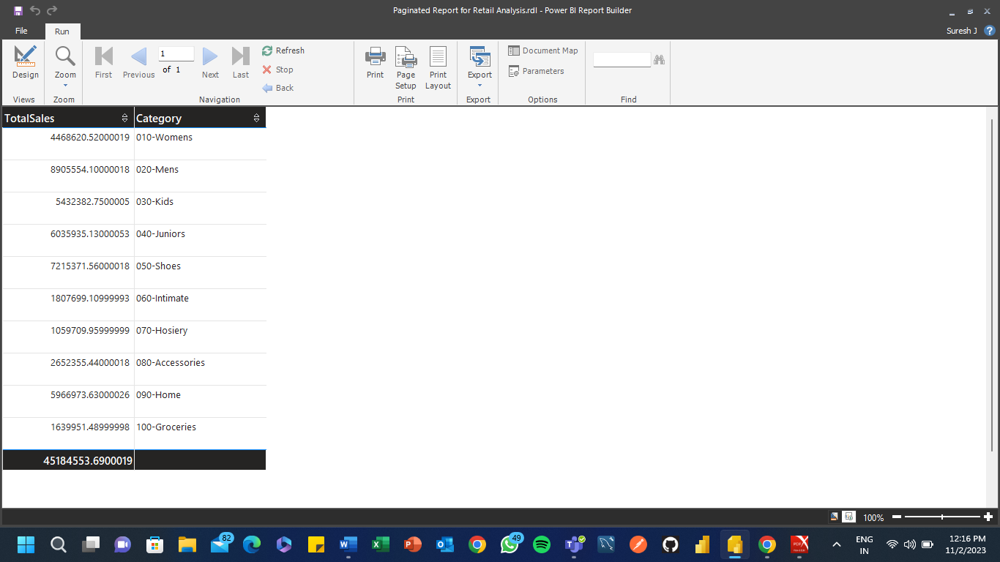 Paginated Report for Retail Analysis.rdl - Power BI Report Builder
File
Run
Suresh J
?
Design
Views
Zoom
Zoom
First
Previous
1
of 1
Next
Last
Refresh
Stop
Back
Navigation
Print
Page
Setup
Print
Layout
Print
Export
Export
Document Map
Parameters
Options
Find
TotalSales Category
4468620.52000019 010-Womens
8905554.10000018 020-Mens
5432382.7500005 030-Kids
6035935.13000053 040-Juniors
7215371.56000018 050-Shoes
1807699.10999993 060-Intimate
1059709.95999999 070-Hosiery
2652355.44000018 080-Accessories
5966973.63000026 090-Home
1639951.48999998 100-Groceries
45184553.6900019
100%
82
49
ENG
IN
12:16 PM
11/2/2023